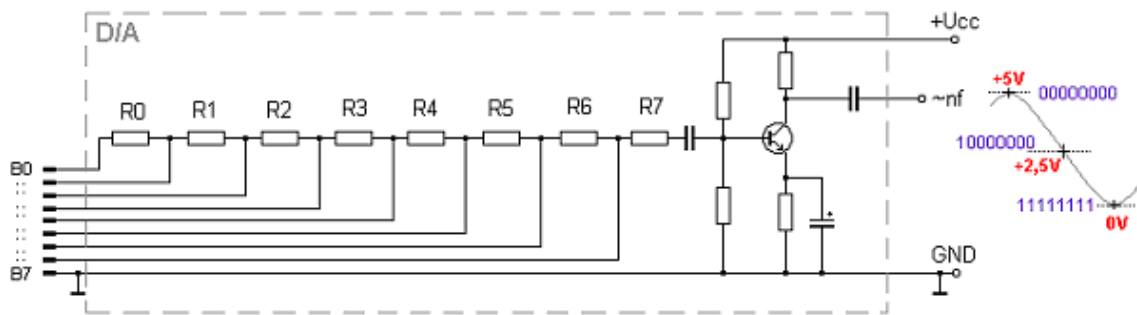 D/A
+Ucc
+5V 00000000
R0 R1 R2 R3 R4 R5 R6 R7
~nf
10000000
+2,5V
B0
11111111
0V
GND
B7